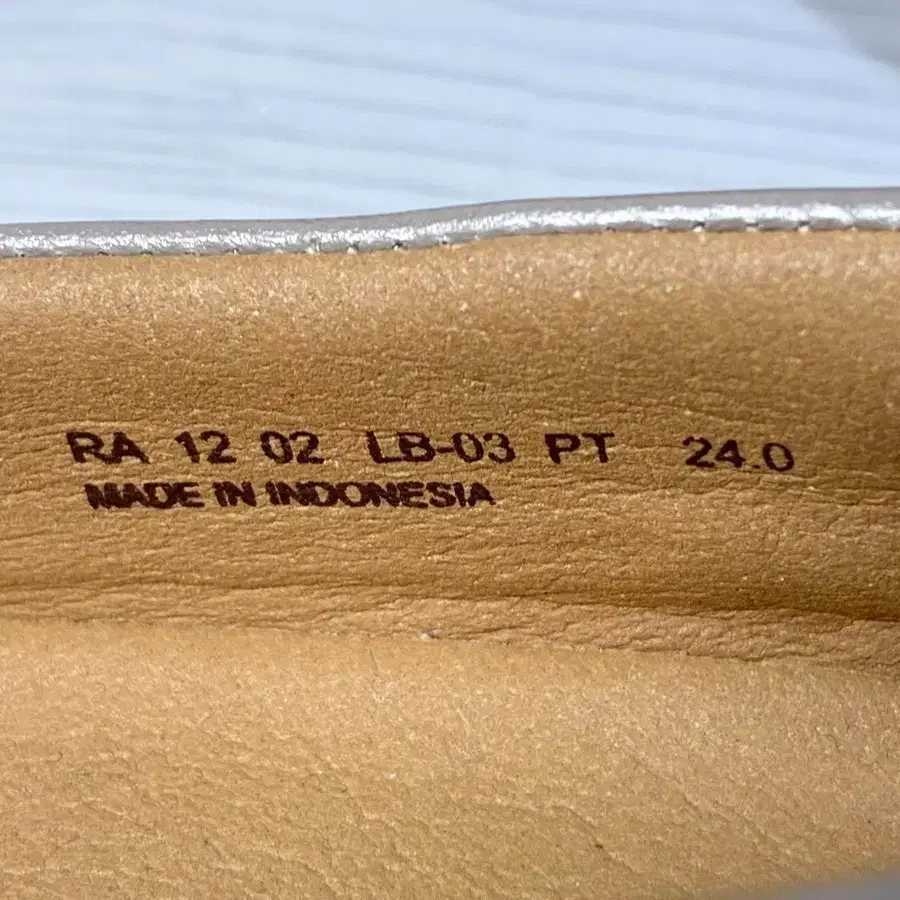 RA 12 02 LB-03 PT 24.0
MADE IN INDONESIA